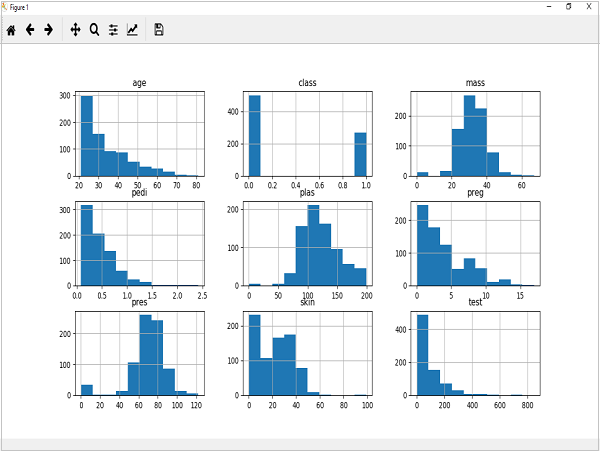 Figure 1
age class mass
300
200
100
0
20 30 40 50 60 70 80
400
200
0
0.0 0.2 0.4 0.6 0.8 1.0
200
100
0
0 20 40 60
pedi plas preg
300
200
100
0
0.0 0.5 1.0 1.5 2.0 2.5
200
100
0
0 50 100 150 200
200
100
0
0 5 10 15
pres skin test
200
100
0
0 20 40 60 80 100 120
200
100
0
0 20 40 60 80 100
400
200
0
0 200 400 600 800